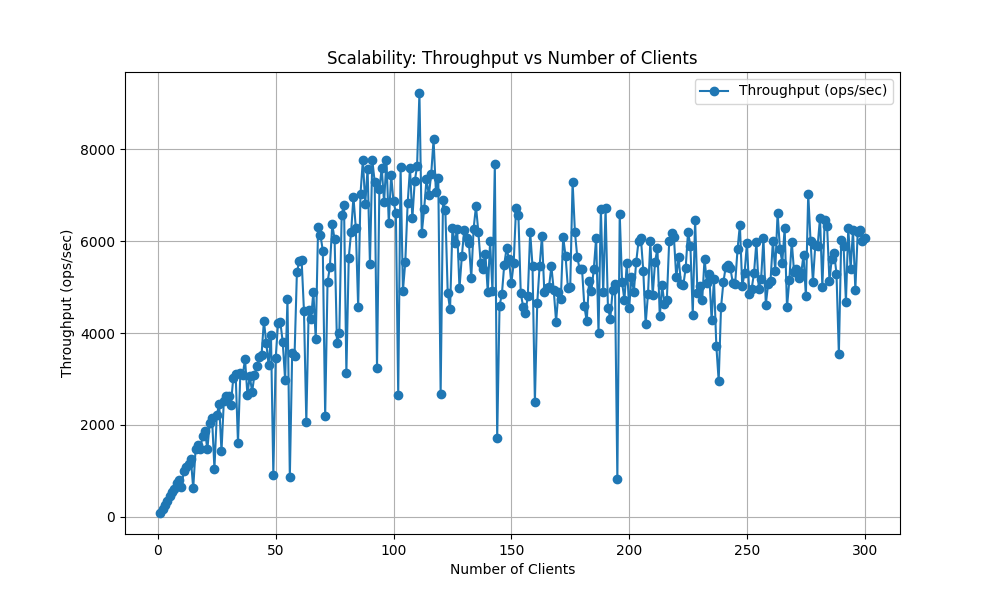 Scalability: Throughput vs Number of Clients
Throughput (ops/sec)
8000
6000
4000
2000
0
Throughput (ops/sec)
0 50 100 150 200 250 300
Number of Clients